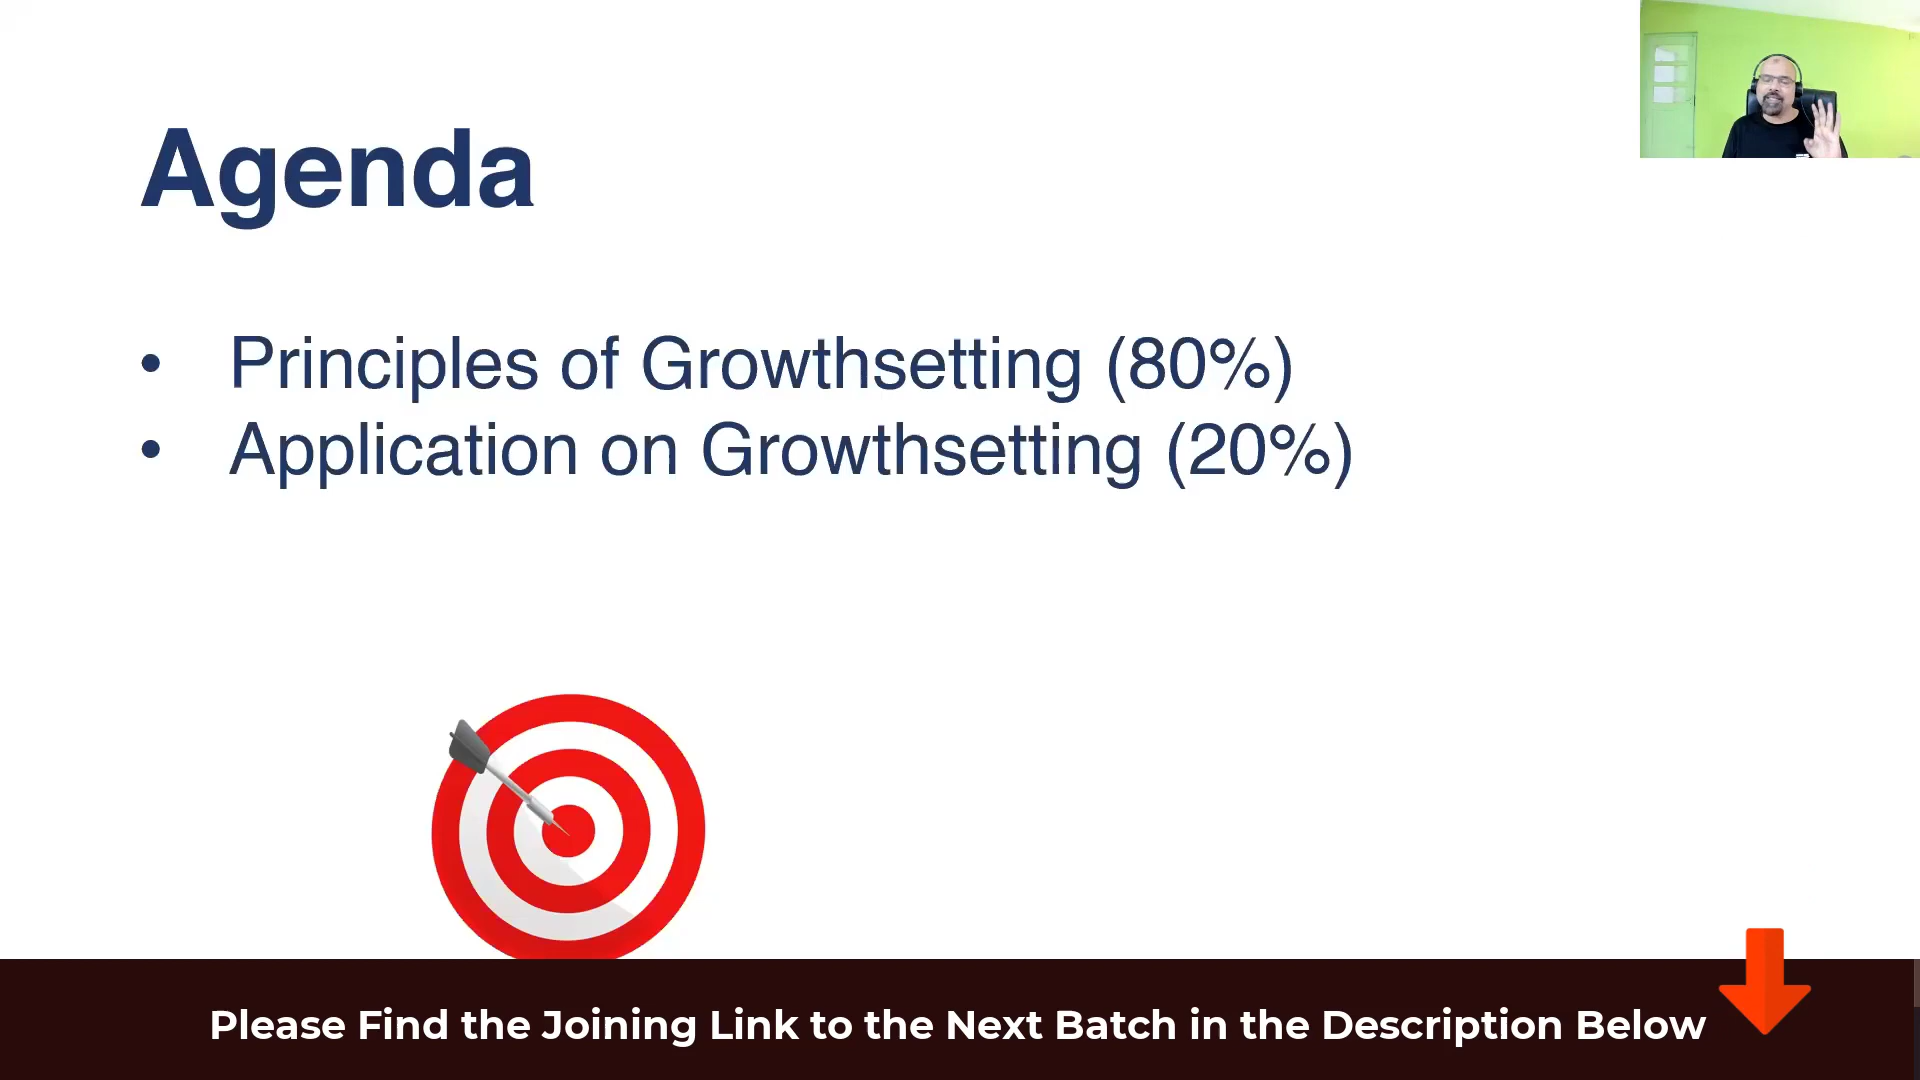 Agenda
• Principles of Growthsetting (80%)
• Application on Growthsetting (20%)
Please Find the Joining Link to the Next Batch in the Description Below